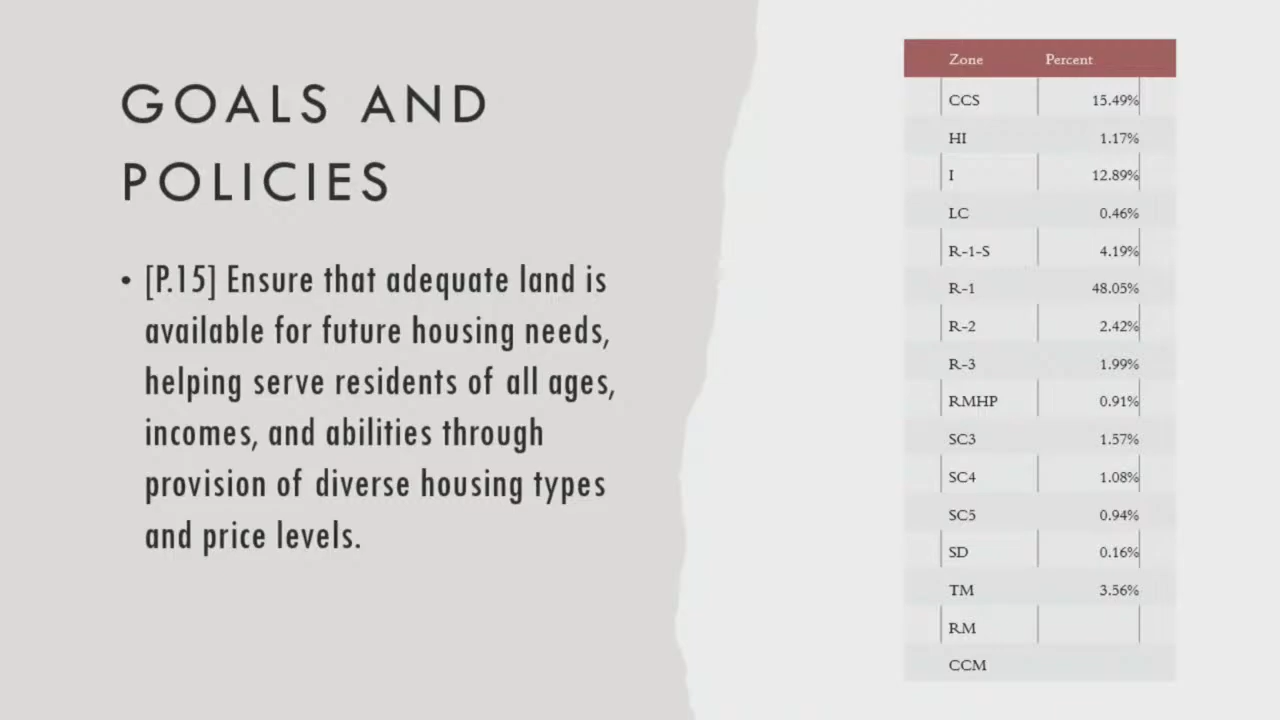 GOALS AND
POLICIES
• [P.15] Ensure that adequate land is
available for future housing needs,
helping serve residents of all ages,
incomes, and abilities through
provision of diverse housing types
and price levels.
Zone Percent
CCS 15.49%
HI 1.17%
I 12.89%
LC 0.46%
R-1-S 4.19%
R-1 48.05%
R-2 2.42%
R-3 1.99%
RMHP 0.91%
SC3 1.57%
SC4 1.08%
SC5 0.94%
SD 0.16%
TM 3.56%
RM
CCM